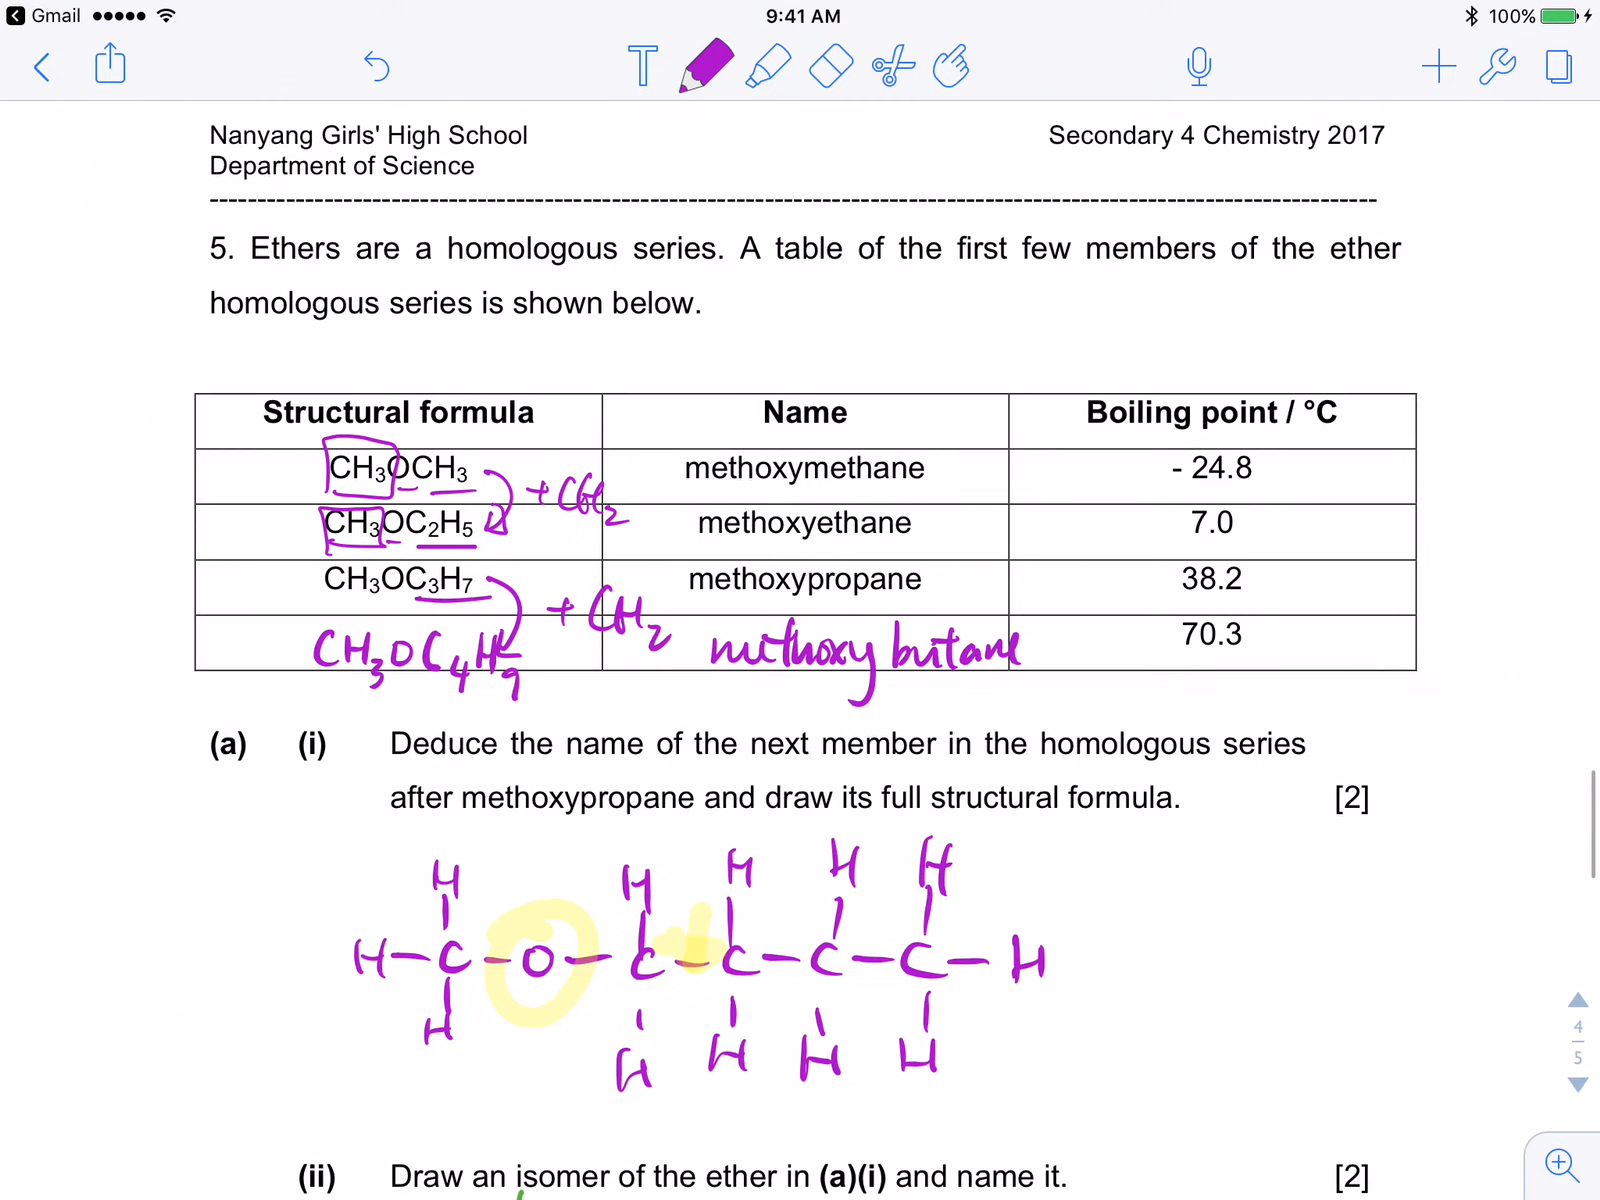 Gmail 9:41 AM 100%
T
Nanyang Girls' High School Secondary 4 Chemistry 2017
Department of Science
--------------------------------------------------------------------------------
5. Ethers are a homologous series. A table of the first few members of the ether
homologous series is shown below.
Structural formula Name Boiling point / °C
CH₃OCH₃ methoxymethane - 24.8
+ CH₂
CH₃OC₂H₅ methoxyethane 7.0
CH₃OC₃H₇ methoxypropane 38.2
+ CH₂
CH₃OC₄H₉ methoxy butane 70.3
(a) (i) Deduce the name of the next member in the homologous series
after methoxypropane and draw its full structural formula. [2]
H H H H H
H-C-O-C-C-C-C-H
H H H H H
4
5
(ii) Draw an isomer of the ether in (a)(i) and name it. [2]